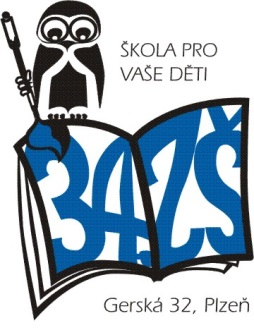 ŠKOLA PRO
VAŠE DĚTI
34ZŠ
Gerská 32, Plzeň